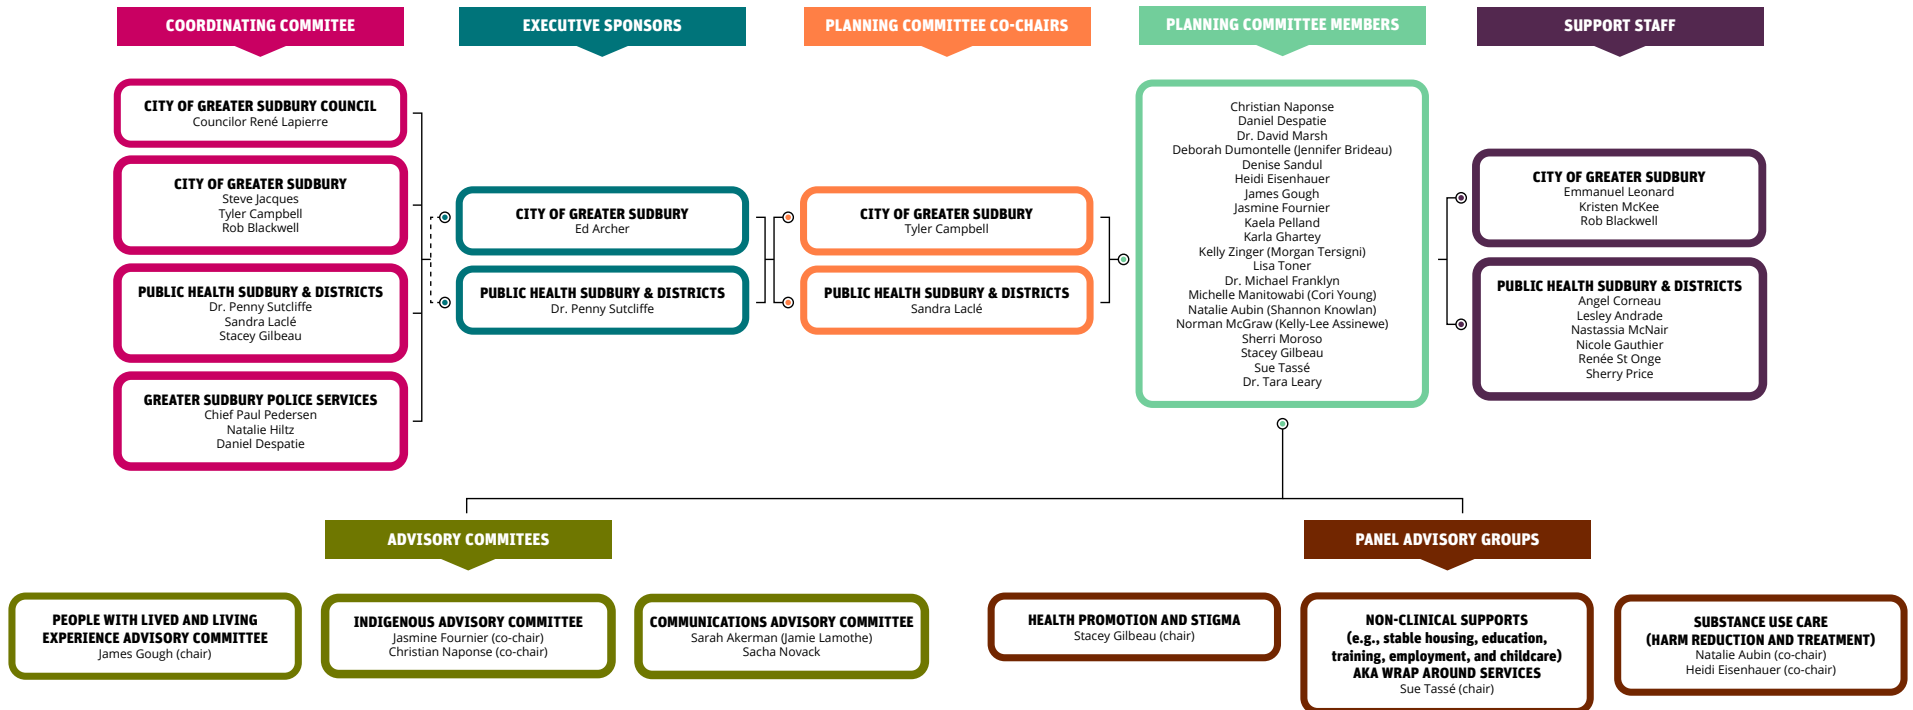 COORDINATING COMMITEE
EXECUTIVE SPONSORS
PLANNING COMMITTEE CO-CHAIRS
PLANNING COMMITTEE MEMBERS
SUPPORT STAFF
CITY OF GREATER SUDBURY COUNCIL
Councilor René Lapierre
CITY OF GREATER SUDBURY
Steve Jacques
Tyler Campbell
Rob Blackwell
PUBLIC HEALTH SUDBURY & DISTRICTS
Dr. Penny Sutcliffe
Sandra Laclé
Stacey Gilbeau
GREATER SUDBURY POLICE SERVICES
Chief Paul Pedersen
Natalie Hiltz
Daniel Despatie
CITY OF GREATER SUDBURY
Ed Archer
PUBLIC HEALTH SUDBURY & DISTRICTS
Dr. Penny Sutcliffe
CITY OF GREATER SUDBURY
Tyler Campbell
PUBLIC HEALTH SUDBURY & DISTRICTS
Sandra Laclé
Christian Naponse
Daniel Despatie
Dr. David Marsh
Deborah Dumontelle (Jennifer Brideau)
Denise Sandul
Heidi Eisenhauer
James Gough
Jasmine Fournier
Kaela Pelland
Karla Ghartey
Kelly Zinger (Morgan Tersigni)
Lisa Toner
Dr. Michael Franklyn
Michelle Manitowabi (Cori Young)
Natalie Aubin (Shannon Knowlan)
Norman McGraw (Kelly-Lee Assinewe)
Sherri Moroso
Stacey Gilbeau
Sue Tassé
Dr. Tara Leary
CITY OF GREATER SUDBURY
Emmanuel Leonard
Kristen McKee
Rob Blackwell
PUBLIC HEALTH SUDBURY & DISTRICTS
Angel Corneau
Lesley Andrade
Nastassia McNair
Nicole Gauthier
Renée St Onge
Sherry Price
ADVISORY COMMITEES
PANEL ADVISORY GROUPS
PEOPLE WITH LIVED AND LIVING
EXPERIENCE ADVISORY COMMITTEE
James Gough (chair)
INDIGENOUS ADVISORY COMMITTEE
Jasmine Fournier (co-chair)
Christian Naponse (co-chair)
COMMUNICATIONS ADVISORY COMMITTEE
Sarah Akerman (Jamie Lamothe)
Sacha Novack
HEALTH PROMOTION AND STIGMA
Stacey Gilbeau (chair)
NON-CLINICAL SUPPORTS
(e.g., stable housing, education,
training, employment, and childcare)
AKA WRAP AROUND SERVICES
Sue Tassé (chair)
SUBSTANCE USE CARE
(HARM REDUCTION AND TREATMENT)
Natalie Aubin (co-chair)
Heidi Eisenhauer (co-chair)